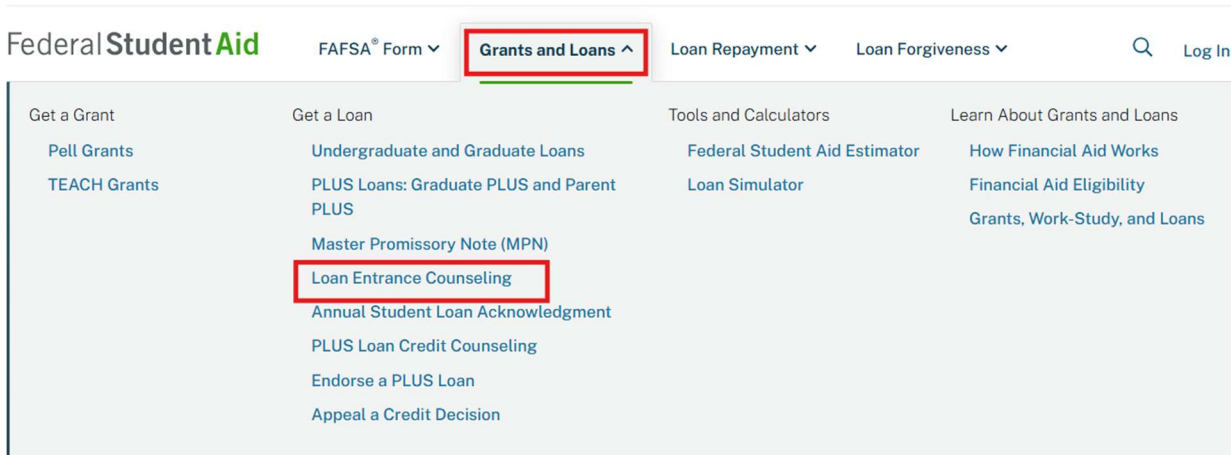 Federal Student Aid
FAFSA® Form
Grants and Loans
Loan Repayment
Loan Forgiveness
Log In
Get a Grant
Pell Grants
TEACH Grants
Get a Loan
Undergraduate and Graduate Loans
PLUS Loans: Graduate PLUS and Parent
PLUS
Master Promissory Note (MPN)
Loan Entrance Counseling
Annual Student Loan Acknowledgment
PLUS Loan Credit Counseling
Endorse a PLUS Loan
Appeal a Credit Decision
Tools and Calculators
Federal Student Aid Estimator
Loan Simulator
Learn About Grants and Loans
How Financial Aid Works
Financial Aid Eligibility
Grants, Work-Study, and Loans